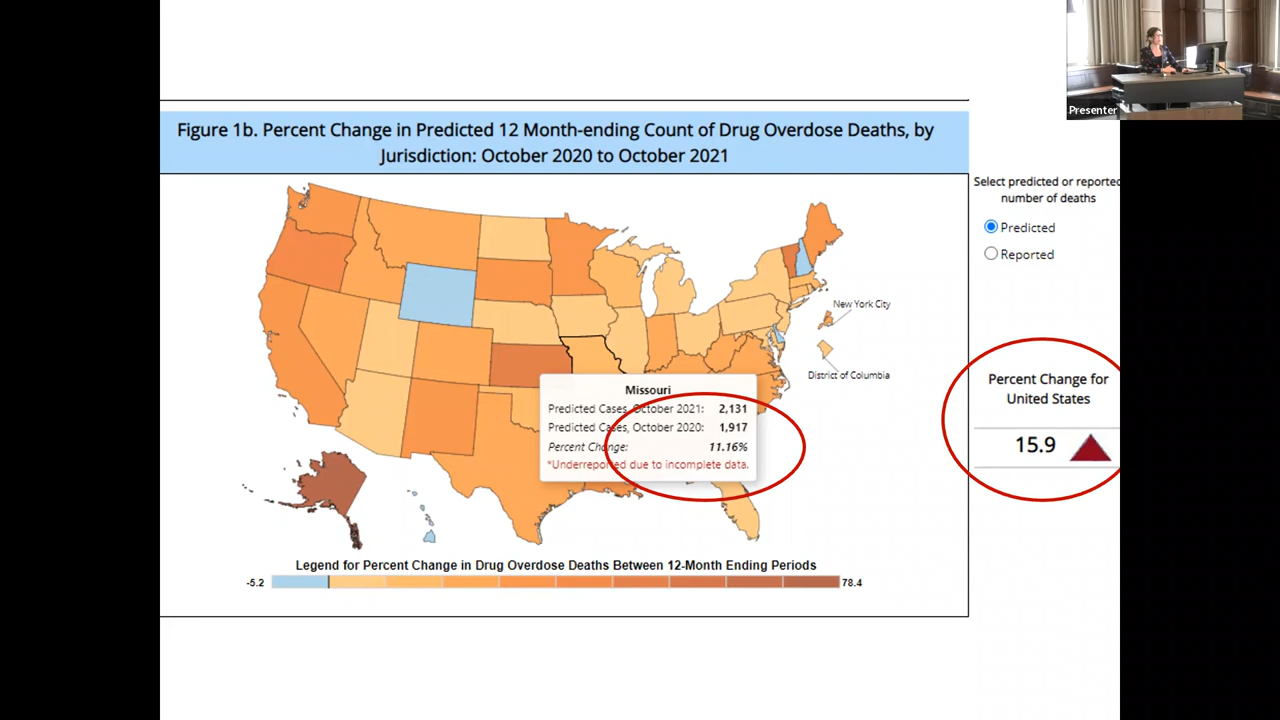 Presenter
Figure 1b. Percent Change in Predicted 12 Month-ending Count of Drug Overdose Deaths, by
Jurisdiction: October 2020 to October 2021
Select predicted or reported
number of deaths
Predicted
Reported
New York City
District of Columbia
Missouri
Predicted Cases, October 2021: 2,131
Predicted Cases, October 2020: 1,917
Percent Change: 11.16%
*Underreported due to incomplete data.
Percent Change for
United States
15.9
Legend for Percent Change in Drug Overdose Deaths Between 12-Month Ending Periods
-5.2 78.4